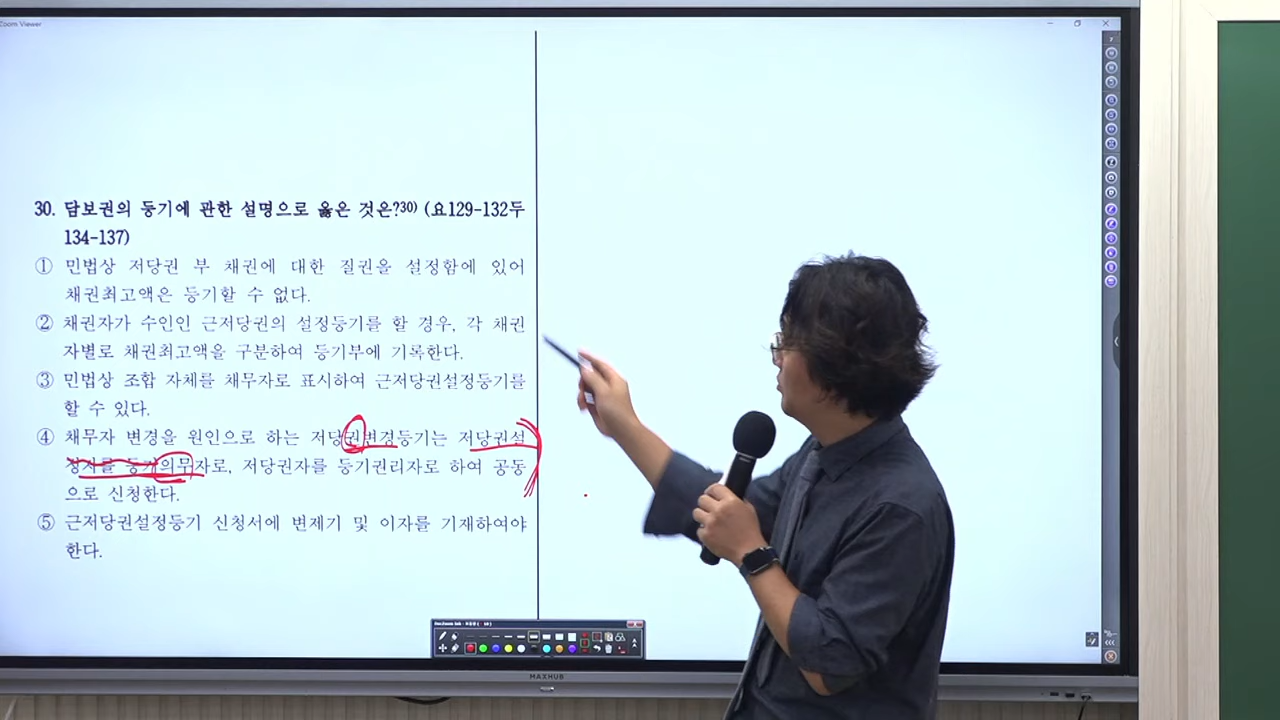 Zoom Viewer
30. 담보권의 등기에 관한 설명으로 옳은 것은?30) (요129-132두
134-137)
① 민법상 저당권 부 채권에 대한 질권을 설정함에 있어
채권최고액은 등기할 수 없다.
② 채권자가 수인인 근저당권의 설정등기를 할 경우, 각 채권
자별로 채권최고액을 구분하여 등기부에 기록한다.
③ 민법상 조합 자체를 채무자로 표시하여 근저당권설정등기를
할 수 있다.
④ 채무자 변경을 원인으로 하는 저당권변경등기는 저당권설
정자를 등기의무자로, 저당권자를 등기권리자로 하여 공동
으로 신청한다.
⑤ 근저당권설정등기 신청서에 변제기 및 이자를 기재하여야
한다.
MAXHUB